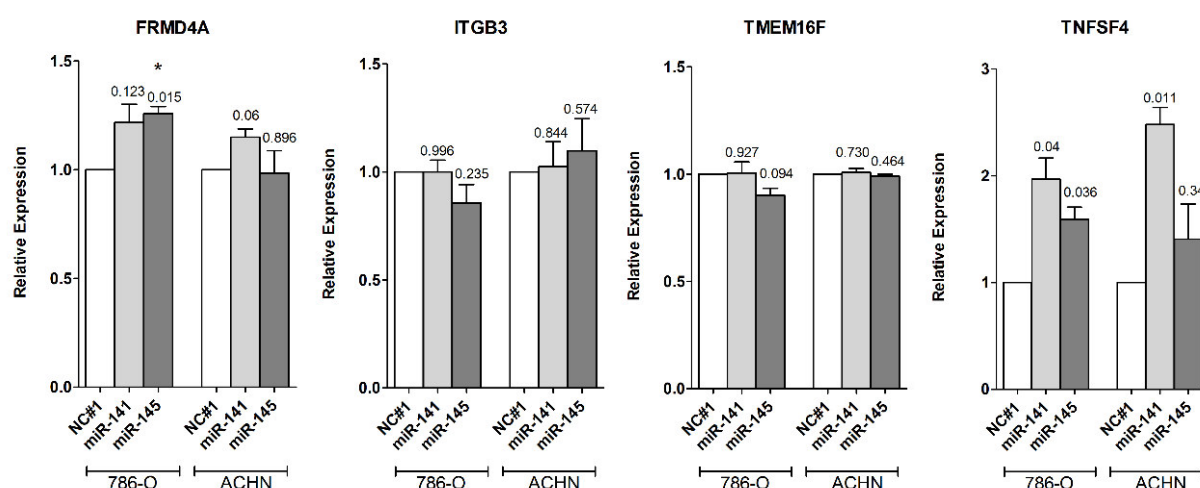 FRMD4A
Relative Expression
1.5
1.0
0.5
0.0
0.123
*
0.015
0.06
0.896
NC#1
miR-141
miR-145
NC#1
miR-141
miR-145
786-O
ACHN
ITGB3
Relative Expression
1.5
1.0
0.5
0.0
0.996
0.235
0.844
0.574
NC#1
miR-141
miR-145
NC#1
miR-141
miR-145
786-O
ACHN
TMEM16F
Relative Expression
1.5
1.0
0.5
0.0
0.927
0.094
0.730
0.464
NC#1
miR-141
miR-145
NC#1
miR-141
miR-145
786-O
ACHN
TNFSF4
Relative Expression
3
2
1
0
0.04
0.036
0.011
NC#1
miR-141
miR-145
NC#1
miR-141
miR-145
786-O
ACHN